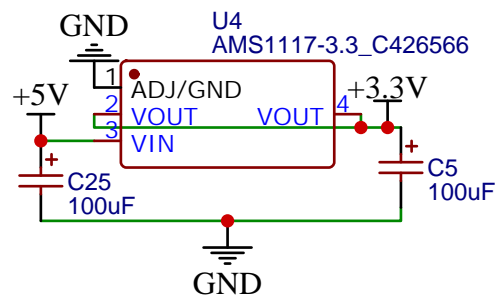 GND
U4
AMS1117-3.3_C426566
1
ADJ/GND
+5V
2
VOUT
VOUT
4
+3.3V
3
VIN
+
C25
100uF
+
C5
100uF
GND